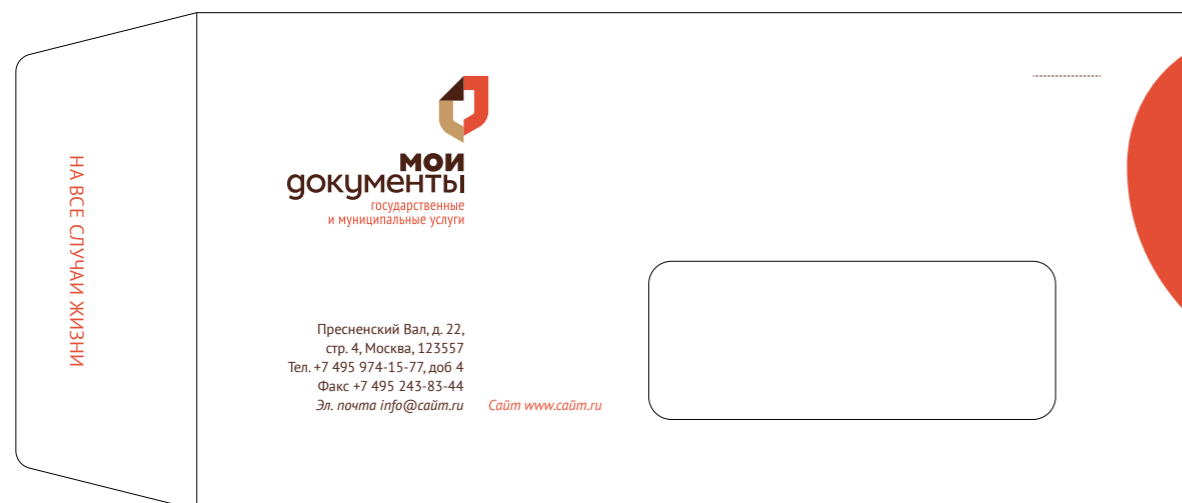 НА ВСЕ СЛУЧАИ ЖИЗНИ
мои
документы
государственные
и муниципальные услуги
Пресненский Вал, д. 22,
стр. 4, Москва, 123557
Тел. +7 495 974-15-77, доб 4
Факс +7 495 243-83-44
Эл. почта info@сайт.ru Сайт www.сайт.ru